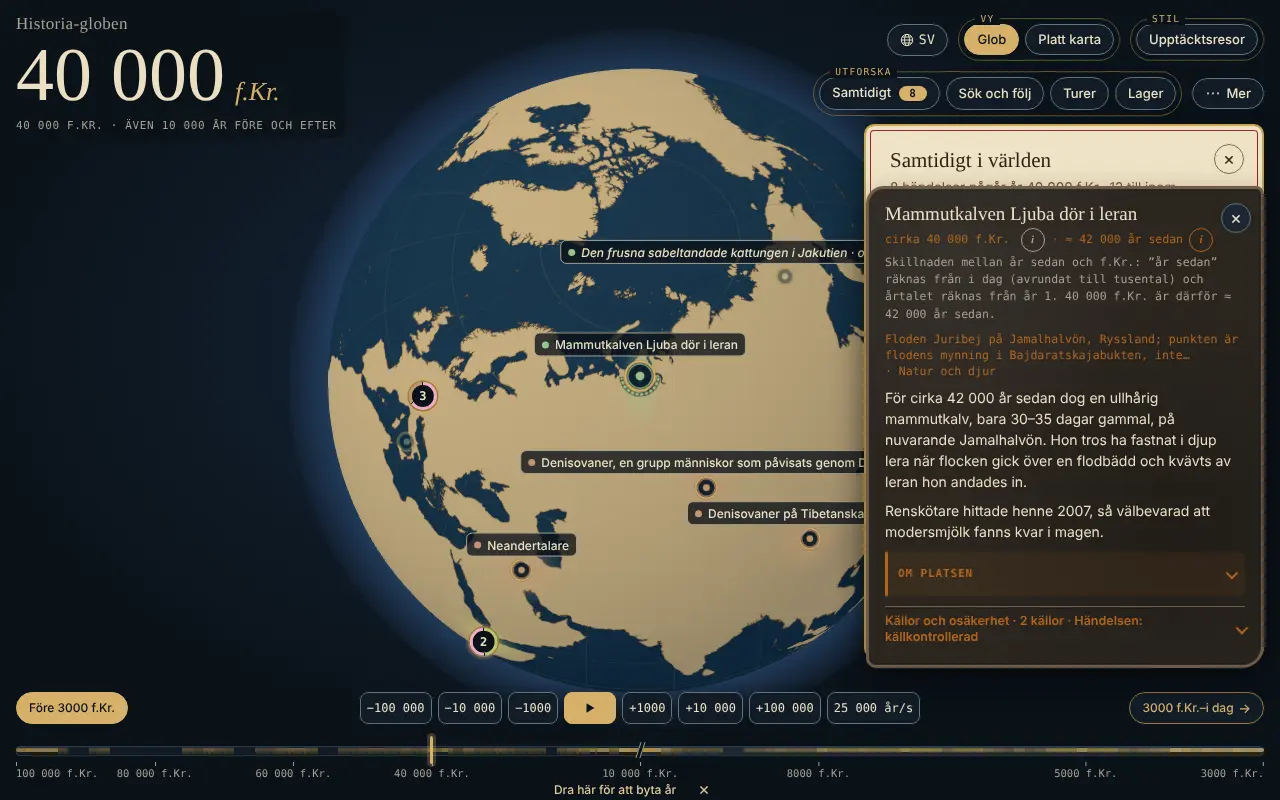 Historia-globen
40 000 f.Kr.
40 000 F.KR. · ÄVEN 10 000 ÅR FÖRE OCH EFTER
SV
VY
Glob
Platt karta
STIL
Upptäcktsresor
UTFORSKA
Samtidigt 8
Sök och följ
Turer
Lager
··· Mer
Samtidigt i världen
Mammutkalven Ljuba dör i leran
cirka 40 000 f.Kr. i · ≈ 42 000 år sedan i
Skillnaden mellan år sedan och f.Kr.: ”år sedan”
räknas från i dag (avrundat till tusental) och
årtalet räknas från år 1. 40 000 f.Kr. är därför ≈
42 000 år sedan.
Floden Juribej på Jamalhalvön, Ryssland; punkten är
flodens mynning i Bajdaratskajabukten, inte…
· Natur och djur
För cirka 42 000 år sedan dog en ullhårig
mammutkalv, bara 30–35 dagar gammal, på
nuvarande Jamalhalvön. Hon tros ha fastnat i djup
lera när flocken gick över en flodbädd och kvävts av
leran hon andades in.
Renskötare hittade henne 2007, så välbevarad att
modersmjölk fanns kvar i magen.
OM PLATSEN
Källor och osäkerhet · 2 källor · Händelsen:
källkontrollerad
Den frusna sabeltandade kattungen i Jakutien · o
Mammutkalven Ljuba dör i leran
3
Denisovaner, en grupp människor som påvisats genom D
Denisovaner på Tibetanska
Neandertalare
2
Före 3000 f.Kr.
−100 000
−10 000
−1000
+1000
+10 000
+100 000
25 000 år/s
3000 f.Kr.–i dag →
100 000 f.Kr.
80 000 f.Kr.
60 000 f.Kr.
40 000 f.Kr.
10 000 f.Kr.
8000 f.Kr.
5000 f.Kr.
3000 f.Kr.
Dra här för att byta år ×